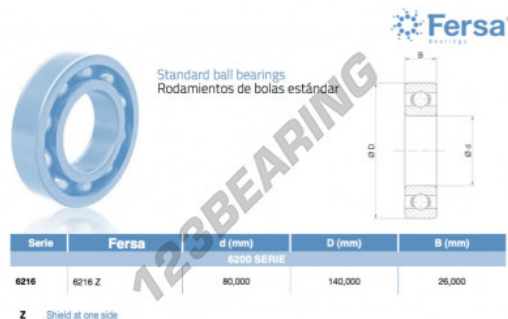 Fersa
Bearings
Standard ball bearings
Rodamientos de bolas estándar
B
Ø D
Ø d
123BEARING
Serie Fersa d (mm) D (mm) B (mm)
6200 SERIE
6216 6216 Z 80,000 140,000 26,000
Z Shield at one side